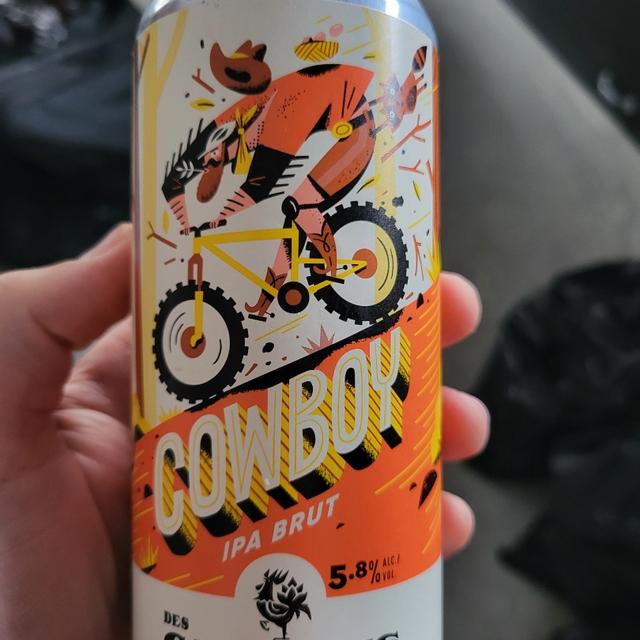 COWBOY
IPA BRUT
5.8% ALC./
VOL.
DES